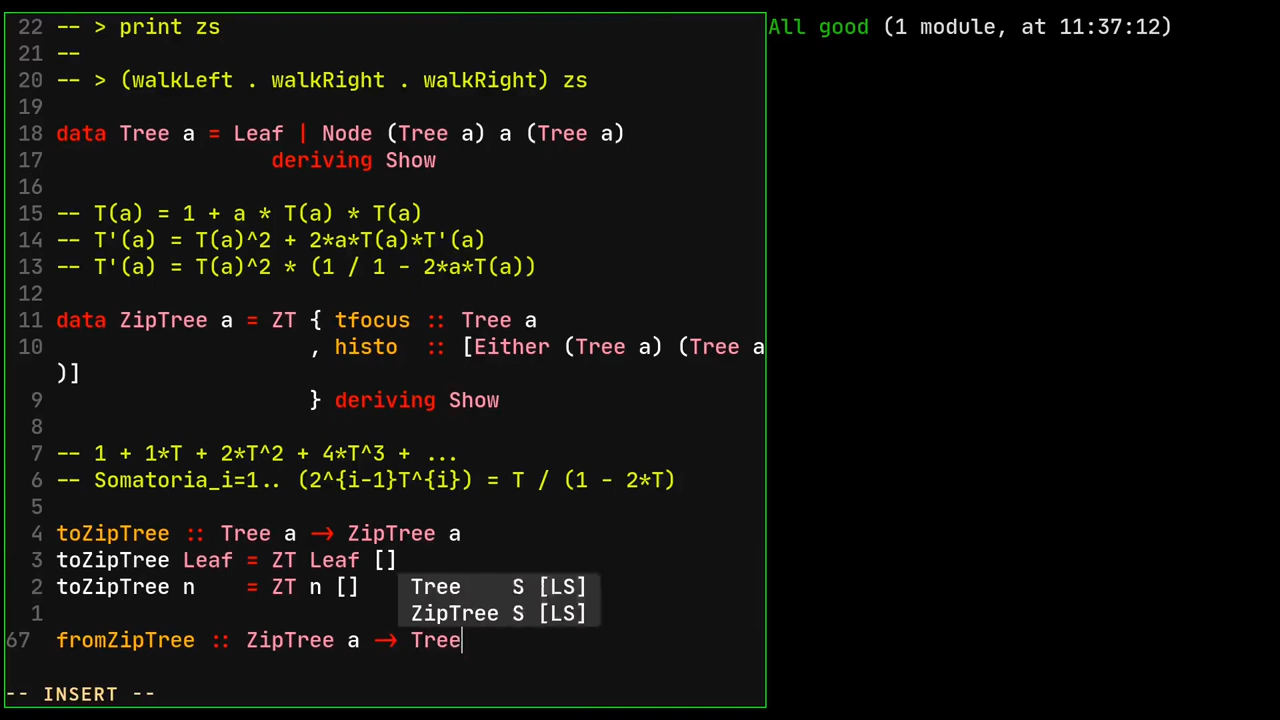 22 -- > print zs
21 --
20 -- > (walkLeft . walkRight . walkRight) zs
19
18 data Tree a = Leaf | Node (Tree a) a (Tree a)
17 deriving Show
16
15 -- T(a) = 1 + a * T(a) * T(a)
14 -- T'(a) = T(a)^2 + 2*a*T(a)*T'(a)
13 -- T'(a) = T(a)^2 * (1 / 1 - 2*a*T(a))
12
11 data ZipTree a = ZT { tfocus :: Tree a
10 , histo :: [Either (Tree a) (Tree a
)]
9 } deriving Show
8
7 -- 1 + 1*T + 2*T^2 + 4*T^3 + ...
6 -- Somatoria_i=1.. (2^{i-1}T^{i}) = T / (1 - 2*T)
5
4 toZipTree :: Tree a -> ZipTree a
3 toZipTree Leaf = ZT Leaf []
2 toZipTree n = ZT n []
1
67 fromZipTree :: ZipTree a -> Tree
Tree S [LS]
ZipTree S [LS]
-- INSERT --
All good (1 module, at 11:37:12)